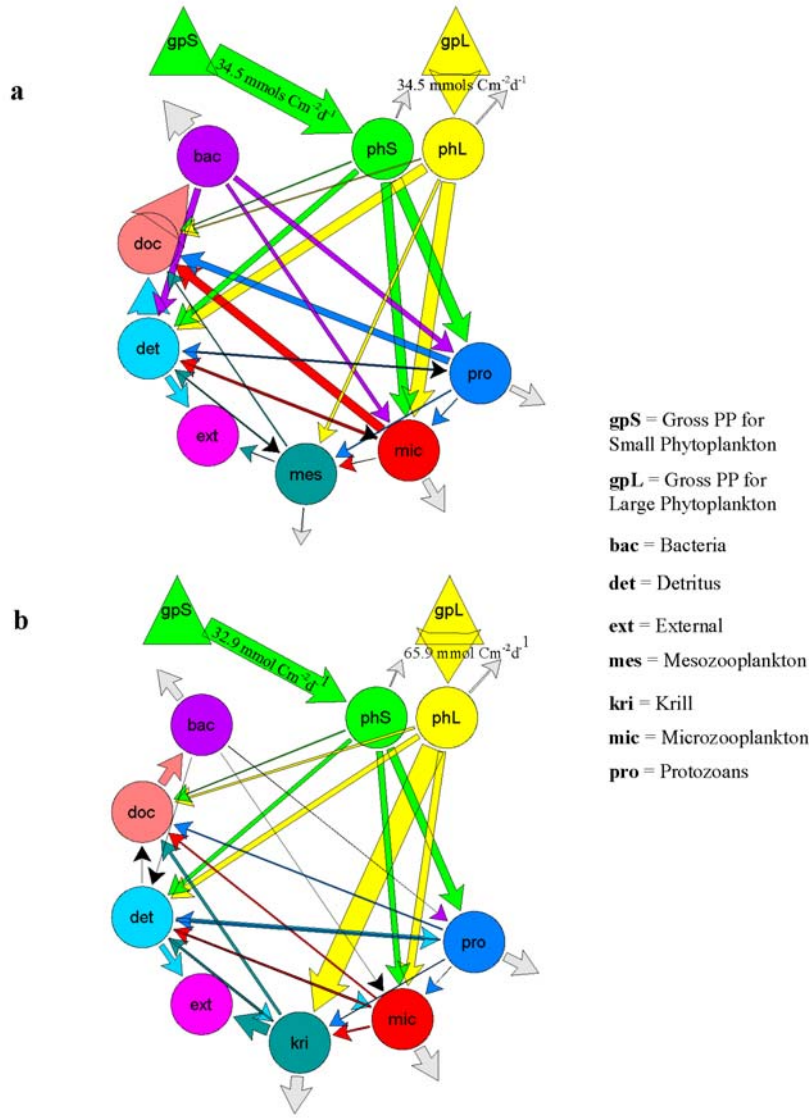 a
gpS
gpL
34.5 mmols Cm⁻²d⁻¹
34.5 mmols Cm⁻²d⁻¹
phS
phL
bac
doc
det
ext
mes
mic
pro
b
gpS
gpL
32.9 mmol Cm⁻²d⁻¹
65.9 mmol Cm⁻²d⁻¹
phS
phL
bac
doc
det
ext
kri
mic
pro
gpS = Gross PP for
Small Phytoplankton
gpL = Gross PP for
Large Phytoplankton
bac = Bacteria
det = Detritus
ext = External
mes = Mesozooplankton
kri = Krill
mic = Microzooplankton
pro = Protozoans